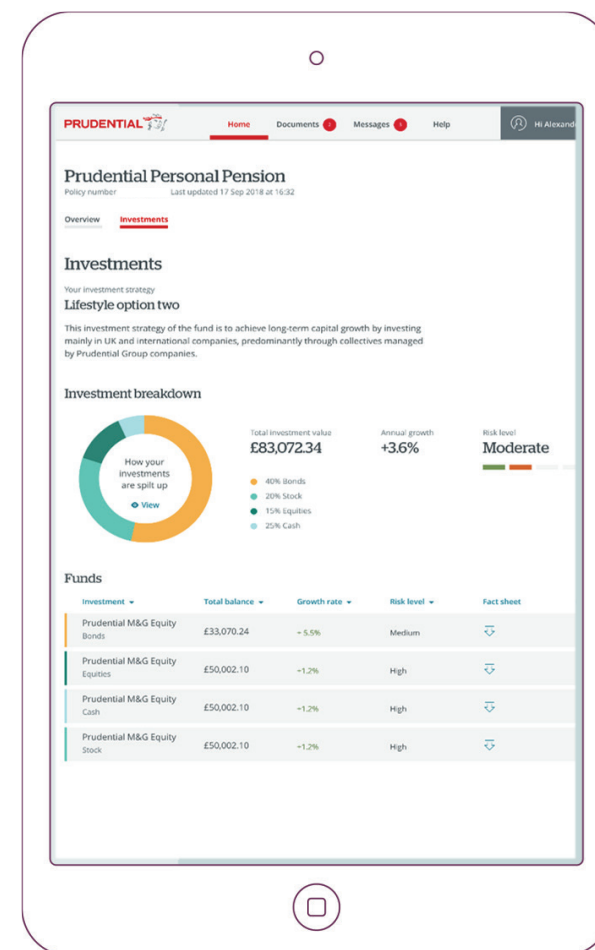 PRUDENTIAL Home Documents 2 Messages Help Hi Alexand
Prudential Personal Pension
Policy number Last updated 17 Sep 2018 at 16:32
Overview Investments
Investments
Your investment strategy
Lifestyle option two
This investment strategy of the fund is to achieve long-term capital growth by investing
mainly in UK and international companies, predominantly through collectives managed
by Prudential Group companies.
Investment breakdown
How your
investments
are spilt up
View
Total investment value
£83,072.34
Annual growth
+3.6%
Risk level
Moderate
40% Bonds
20% Stock
15% Equities
25% Cash
Funds
Investment Total balance Growth rate Risk level Fact sheet
Prudential M&G Equity
Bonds
£33,070.24 ~ 5.5% Medium
Prudential M&G Equity
Equities
£50,002.10 ~1.2% High
Prudential M&G Equity
Cash
£50,002.10 ~1.2% High
Prudential M&G Equity
Stock
£50,002.10 ~1.2% High